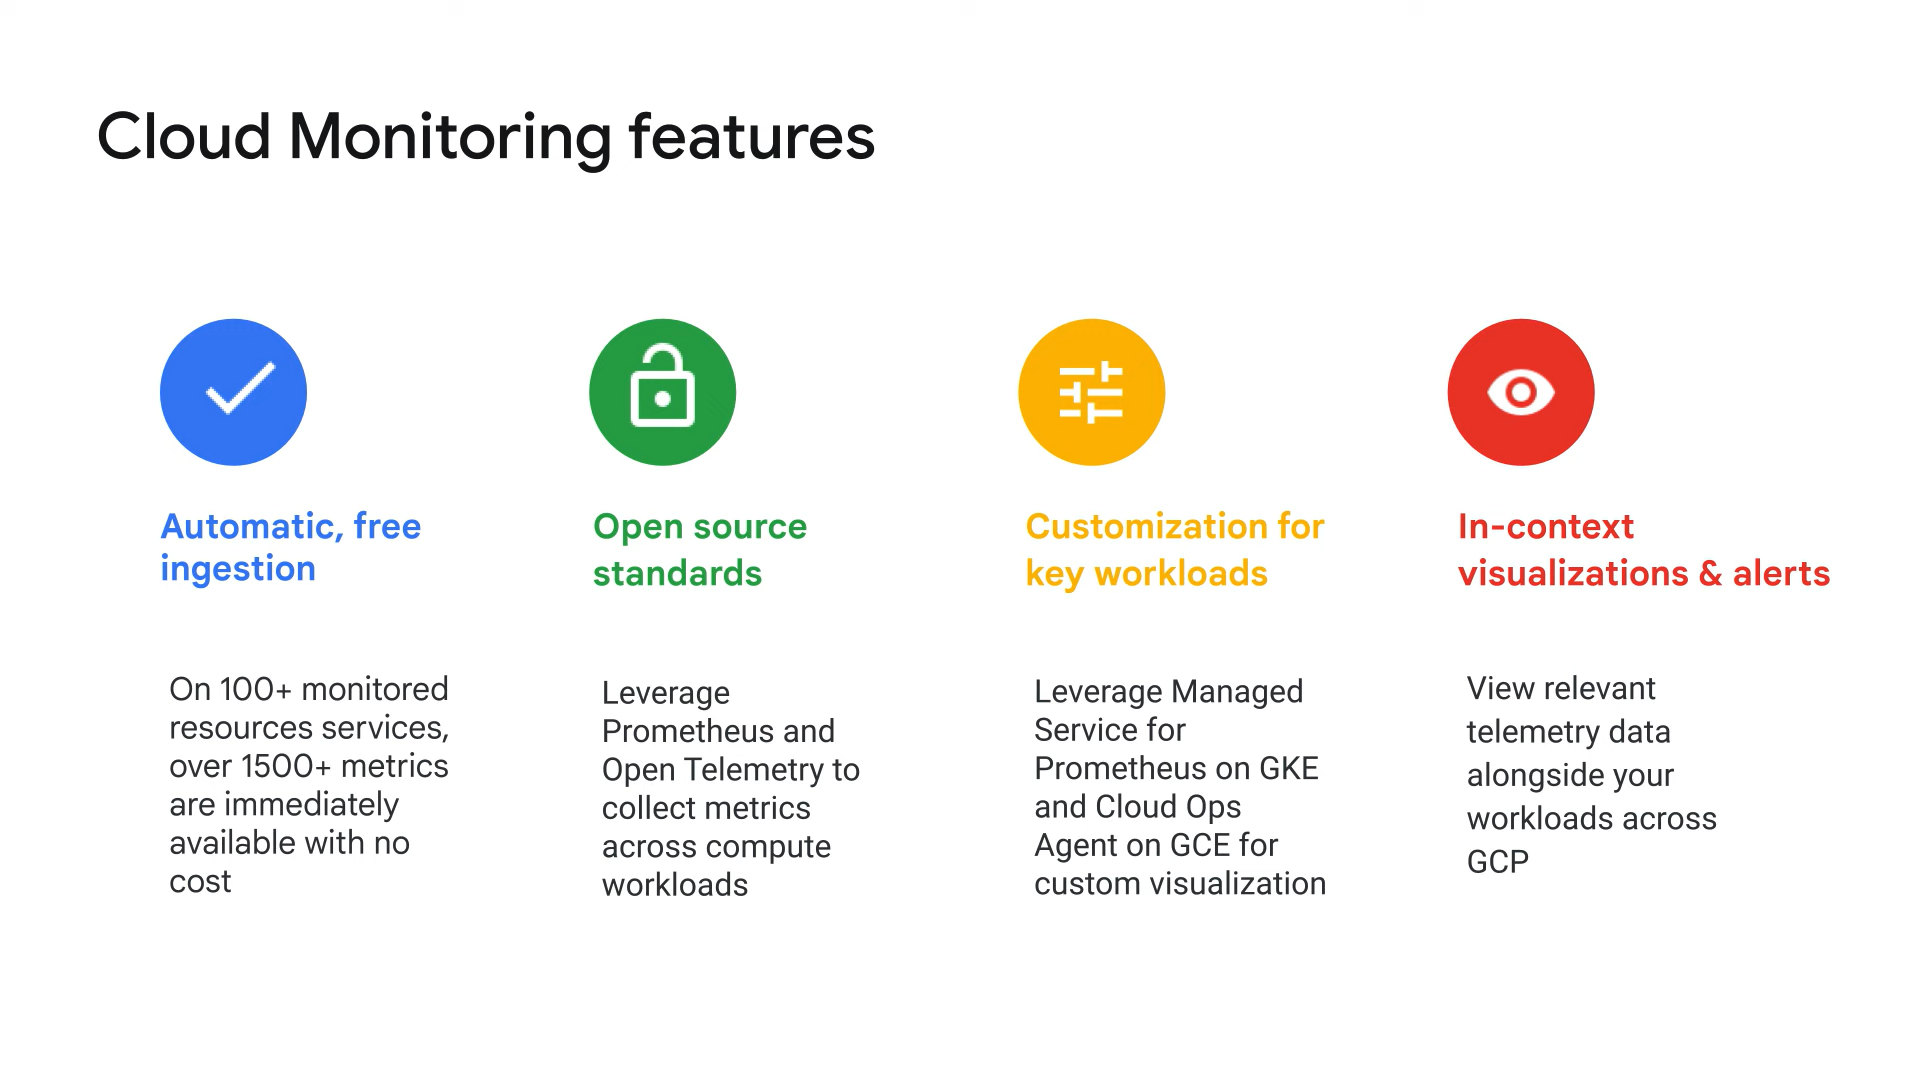 Cloud Monitoring features
Automatic, free
ingestion
On 100+ monitored
resources services,
over 1500+ metrics
are immediately
available with no
cost
Open source
standards
Leverage
Prometheus and
Open Telemetry to
collect metrics
across compute
workloads
Customization for
key workloads
Leverage Managed
Service for
Prometheus on GKE
and Cloud Ops
Agent on GCE for
custom visualization
In-context
visualizations & alerts
View relevant
telemetry data
alongside your
workloads across
GCP